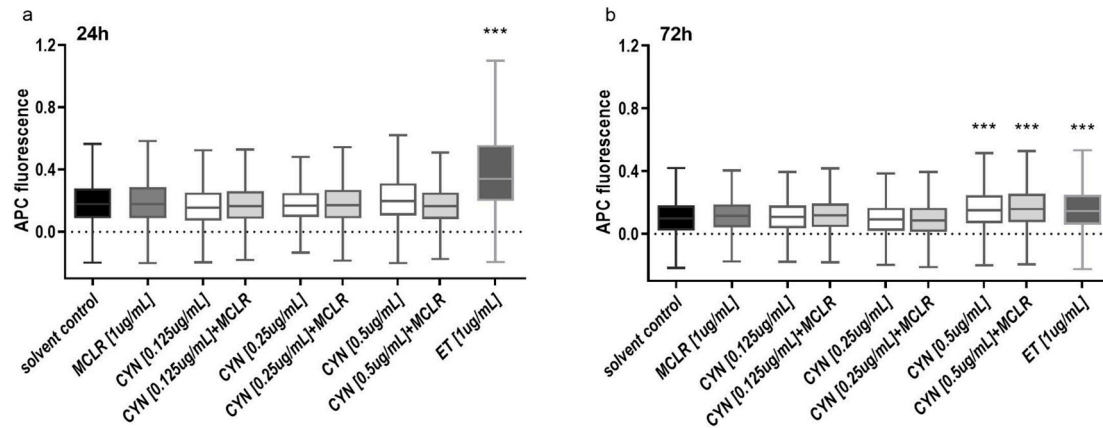 a
24h
***
1.2
0.8
0.4
0.0
APC fluorescence
solvent control
MCLR [1ug/mL]
CYN [0.125ug/mL]
CYN [0.125ug/mL]+MCLR
CYN [0.25ug/mL]
CYN [0.25ug/mL]+MCLR
CYN [0.5ug/mL]
CYN [0.5ug/mL]+MCLR
ET [1ug/mL]
b
72h
*** *** ***
1.2
0.8
0.4
0.0
APC fluorescence
solvent control
MCLR [1ug/mL]
CYN [0.125ug/mL]
CYN [0.125ug/mL]+MCLR
CYN [0.25ug/mL]
CYN [0.25ug/mL]+MCLR
CYN [0.5ug/mL]
CYN [0.5ug/mL]+MCLR
ET [1ug/mL]